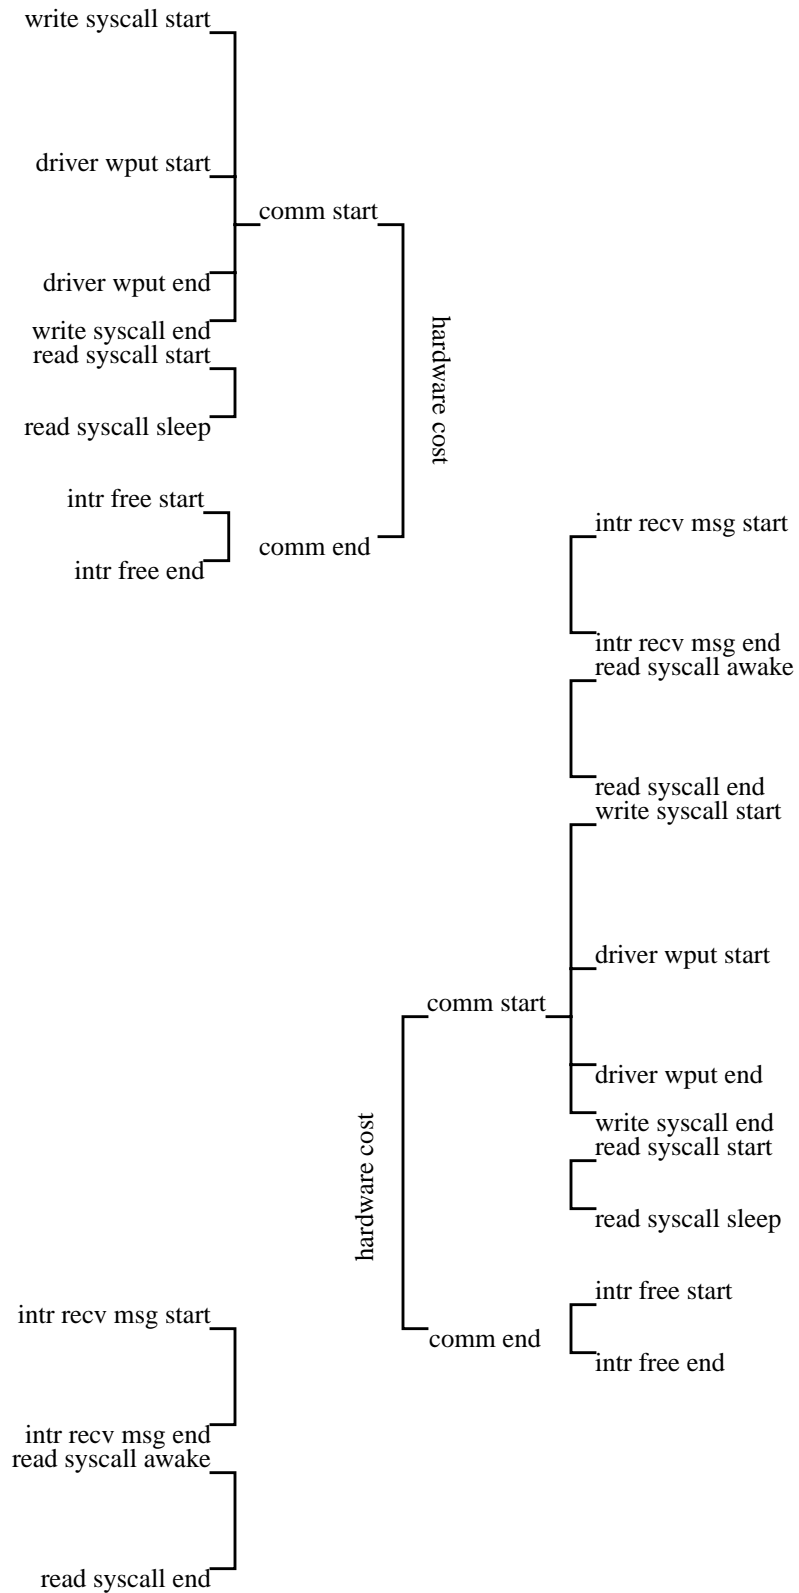 write syscall start
driver wput start
comm start
driver wput end
write syscall end
read syscall start
hardware cost
read syscall sleep
intr free start
intr recv msg start
comm end
intr free end
intr recv msg end
read syscall awake
read syscall end
write syscall start
driver wput start
comm start
driver wput end
write syscall end
read syscall start
hardware cost
read syscall sleep
intr free start
intr recv msg start
comm end
intr free end
intr recv msg end
read syscall awake
read syscall end